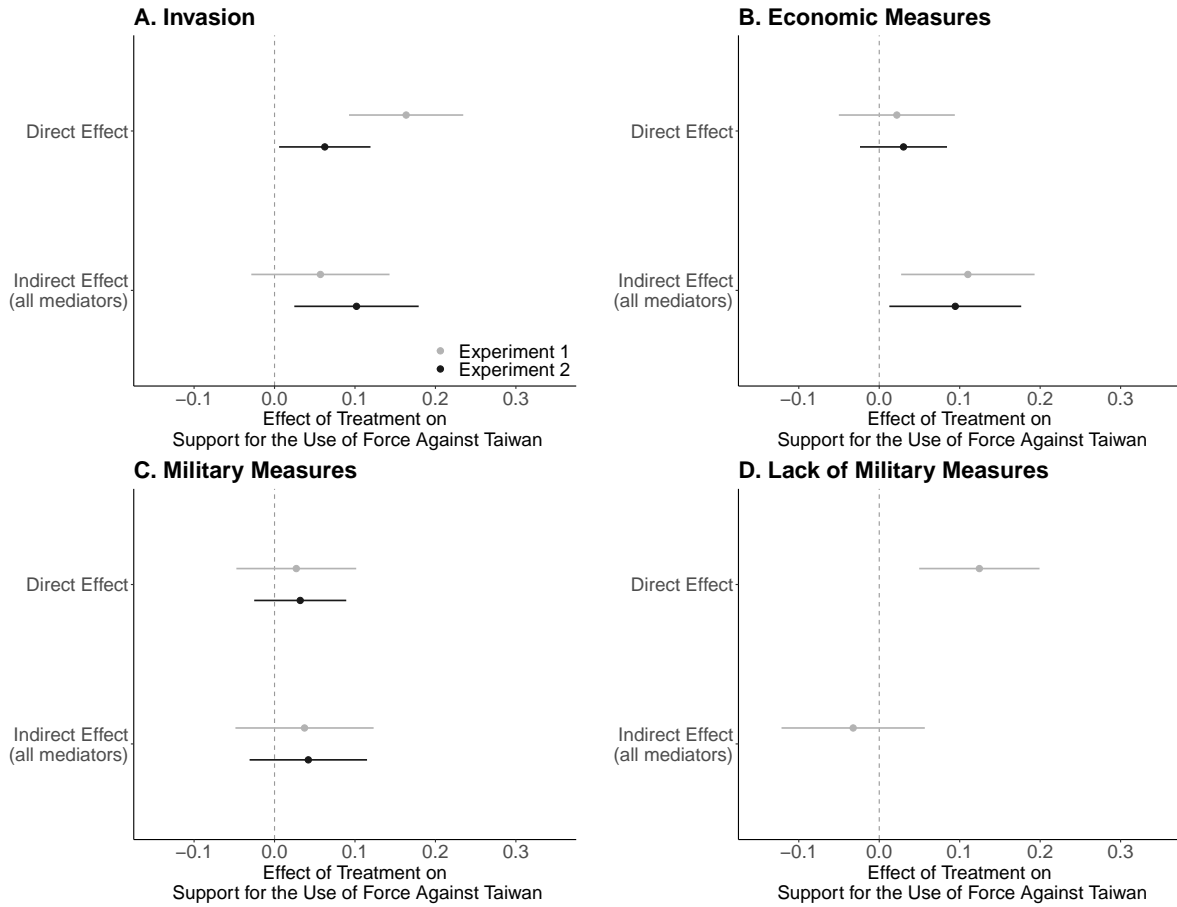 A. Invasion
Direct Effect
Indirect Effect
(all mediators)
Experiment 1
Experiment 2
−0.1 0.0 0.1 0.2 0.3
Effect of Treatment on
Support for the Use of Force Against Taiwan
B. Economic Measures
Direct Effect
Indirect Effect
(all mediators)
−0.1 0.0 0.1 0.2 0.3
Effect of Treatment on
Support for the Use of Force Against Taiwan
C. Military Measures
Direct Effect
Indirect Effect
(all mediators)
−0.1 0.0 0.1 0.2 0.3
Effect of Treatment on
Support for the Use of Force Against Taiwan
D. Lack of Military Measures
Direct Effect
Indirect Effect
(all mediators)
−0.1 0.0 0.1 0.2 0.3
Effect of Treatment on
Support for the Use of Force Against Taiwan